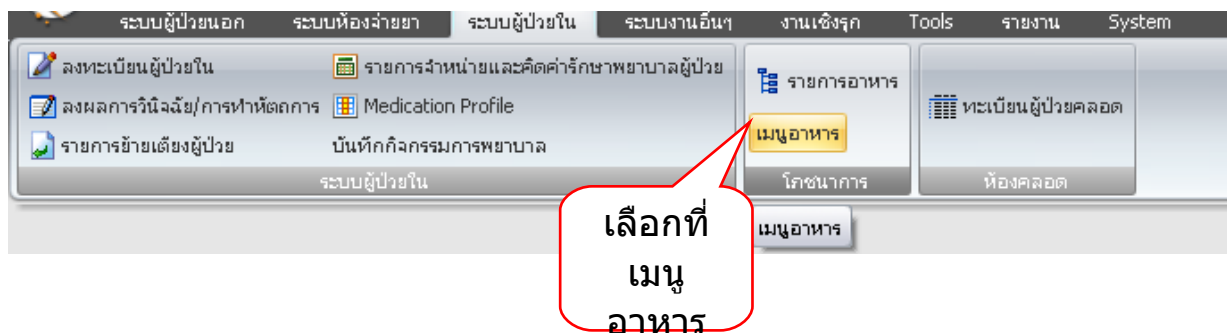 ระบบผู้ป่วยนอก ระบบห้องจ่ายยา ระบบผู้ป่วยใน ระบบงานอื่นๆ งานเชิงรุก Tools รายงาน System
ลงทะเบียนผู้ป่วยใน รายการจำหน่ายและคิดค่ารักษาพยาบาลผู้ป่วย รายการอาหาร
ลงผลการวินิจฉัย/การทำหัตถการ Medication Profile ทะเบียนผู้ป่วยคลอด
รายการย้ายเตียงผู้ป่วย บันทึกกิจกรรมการพยาบาล เมนูอาหาร
ระบบผู้ป่วยใน โภชนาการ ห้องคลอด
เลือกที่ เมนูอาหาร
เมนู
อาหาร